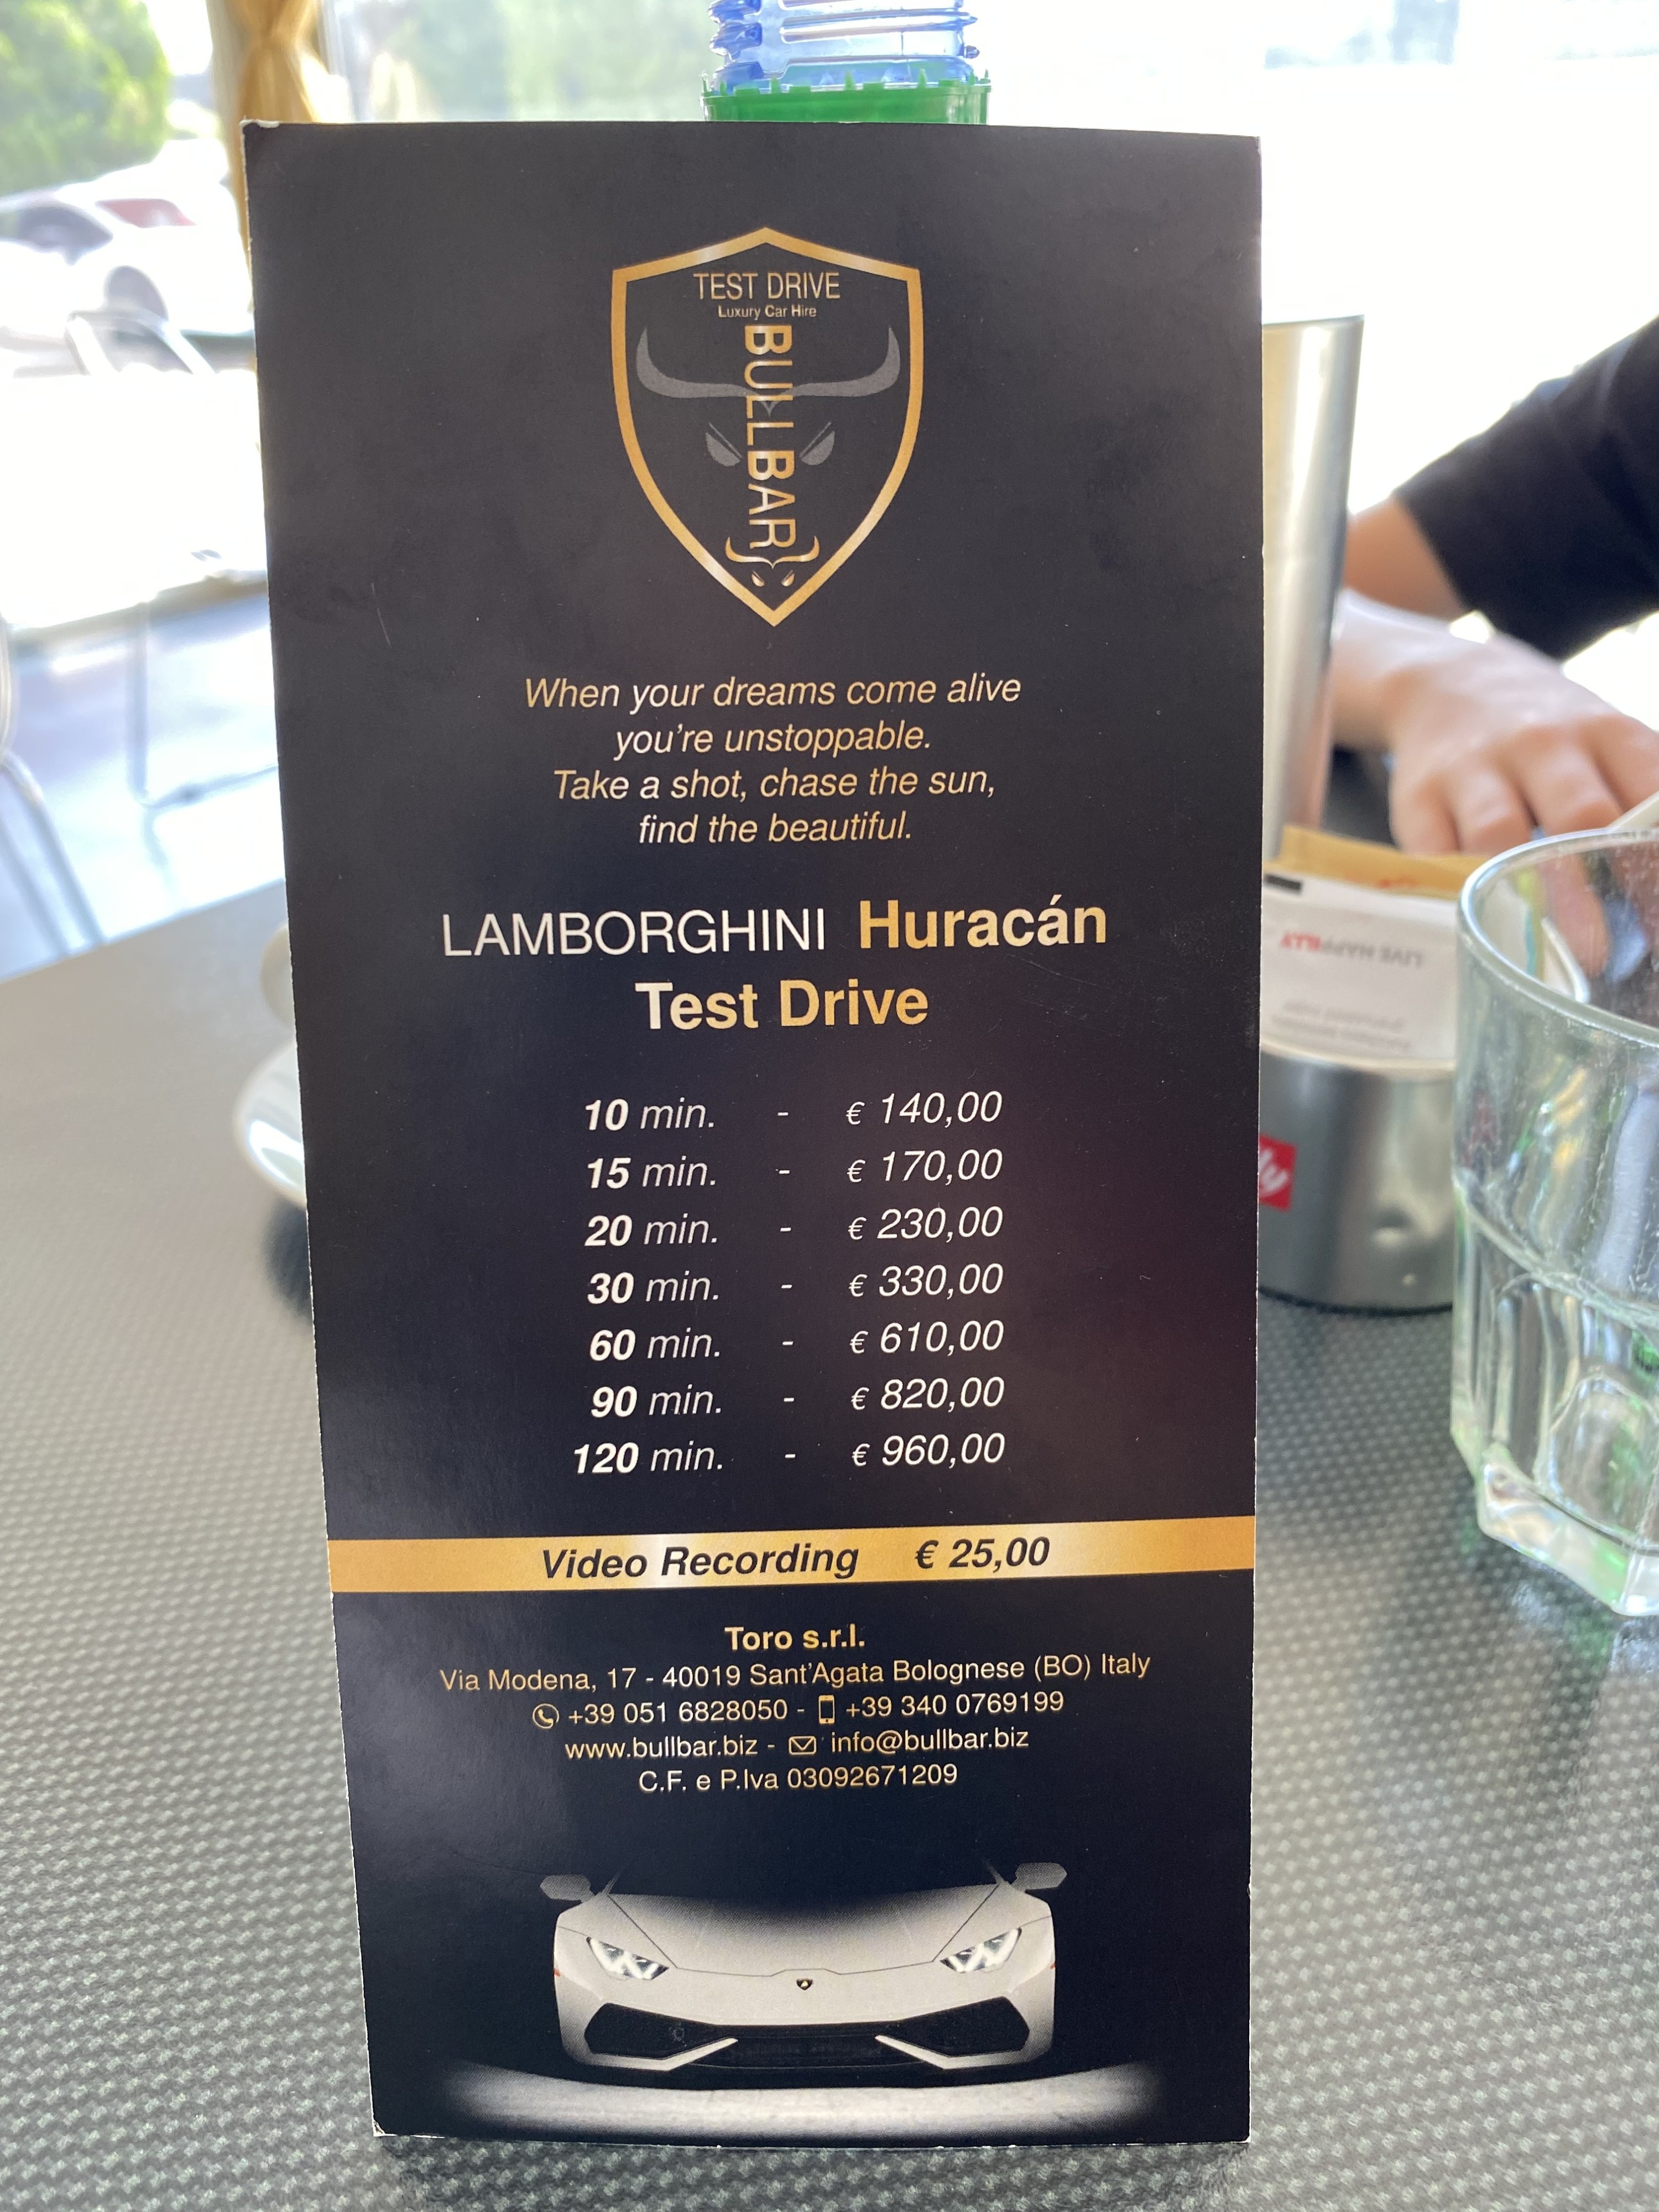 TEST DRIVE
Luxury Car Hire
BULLBAR
When your dreams come alive
you're unstoppable.
Take a shot, chase the sun,
find the beautiful.
LAMBORGHINI Huracán
Test Drive
10 min. - € 140,00
15 min. - € 170,00
20 min. - € 230,00
30 min. - € 330,00
60 min. - € 610,00
90 min. - € 820,00
120 min. - € 960,00
Video Recording € 25,00
Toro s.r.l.
Via Modena, 17 - 40019 Sant'Agata Bolognese (BO) Italy
+39 051 6828050 - +39 340 0769199
www.bullbar.biz - info@bullbar.biz
C.F. e P.Iva 03092671209
LIVE HAPPILLY